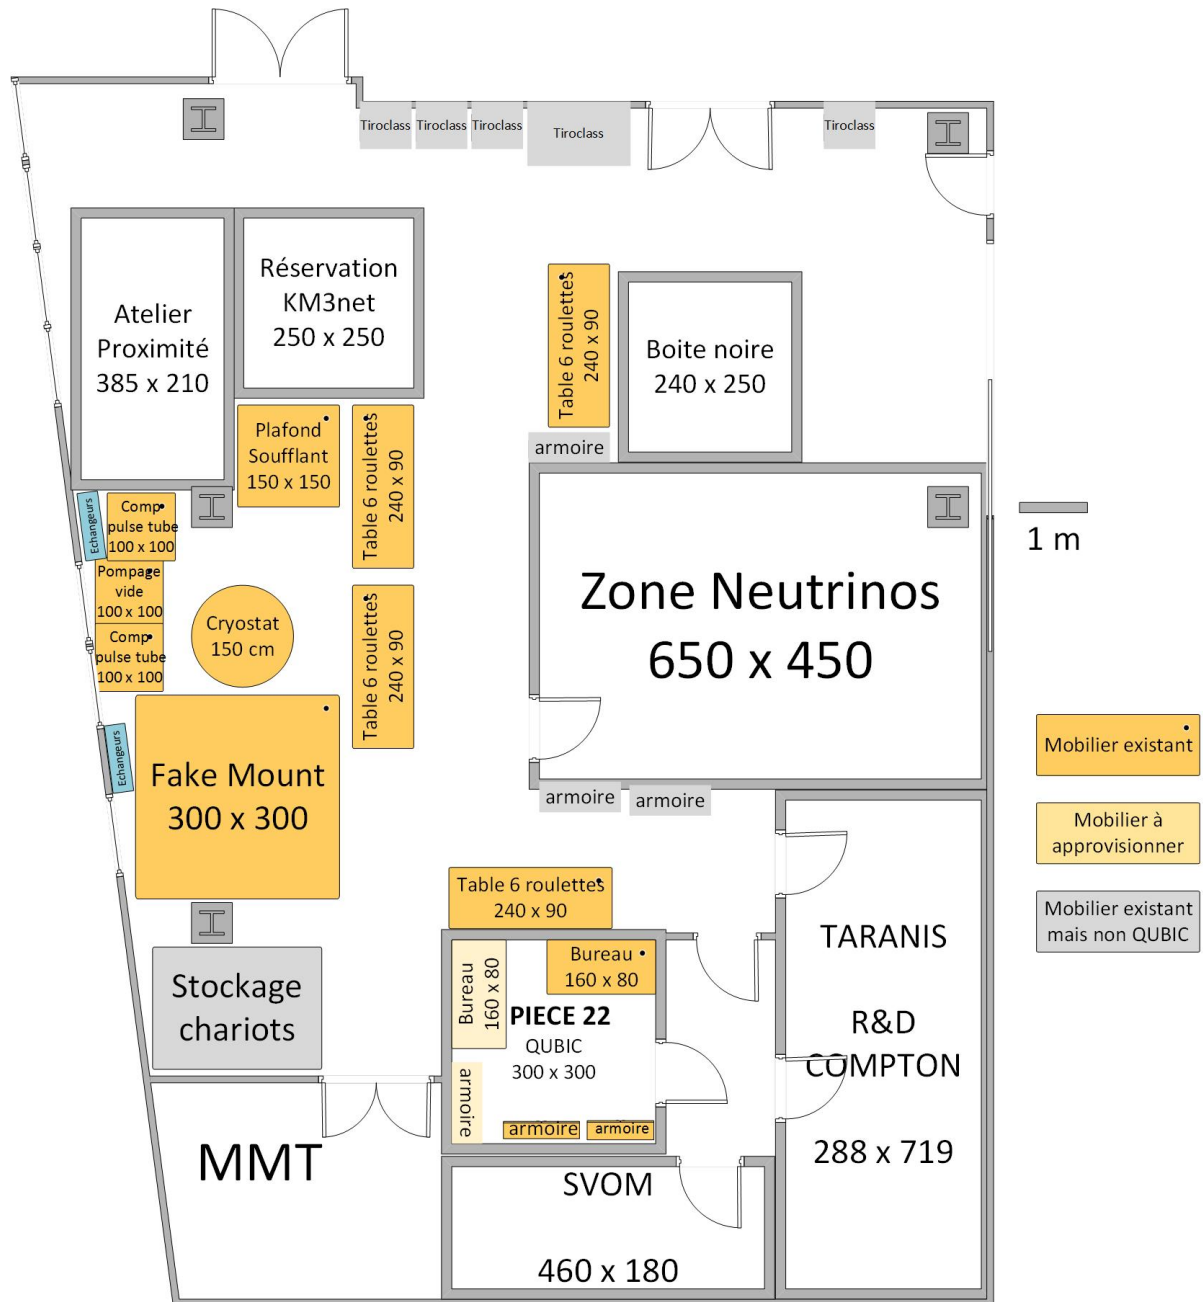 Tiroclass
Tiroclass
Tiroclass
Tiroclass
Tiroclass
Atelier
Proximité
385 x 210
Réservation
KM3net
250 x 250
Table 6 roulettes
240 x 90
Boite noire
240 x 250
armoire
Plafond
Soufflant
150 x 150
Table 6 roulettes
240 x 90
Echangeurs
Comp
pulse tube
100 x 100
Pompage
vide
100 x 100
Comp
pulse tube
100 x 100
Cryostat
150 cm
Table 6 roulettes
240 x 90
Zone Neutrinos
650 x 450
1 m
Echangeurs
Fake Mount
300 x 300
armoire
armoire
Mobilier existant
Mobilier à
approvisionner
Mobilier existant
mais non QUBIC
Table 6 roulettes
240 x 90
Stockage
chariots
Bureau
160 x 80
Bureau
160 x 80
PIECE 22
QUBIC
300 x 300
armoire
armoire
armoire
TARANIS
R&D
COMPTON
288 x 719
MMT
SVOM
460 x 180